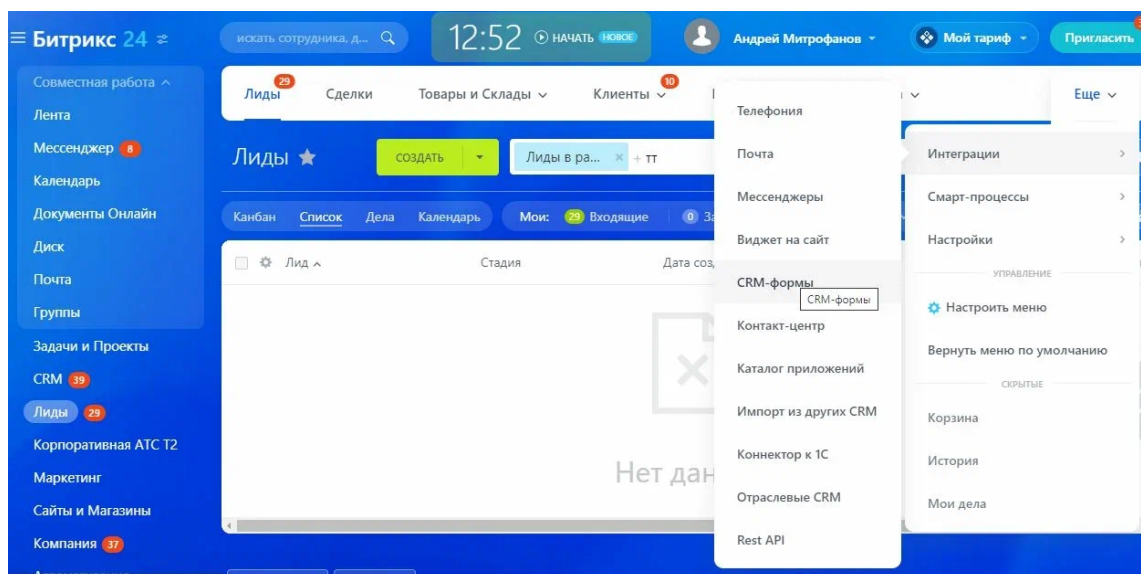 Битрикс 24
искать сотрудника, д...
12:52 НАЧАТЬ НОВОЕ
Андрей Митрофанов
Мой тариф
Пригласить
Совместная работа
Лента
Мессенджер 8
Календарь
Документы Онлайн
Диск
Почта
Группы
Задачи и Проекты
CRM 39
Лиды 29
Корпоративная АТС Т2
Маркетинг
Сайты и Магазины
Компания 37
Лиды 29
Сделки
Товары и Склады
Клиенты 10
Еще
Лиды
СОЗДАТЬ
Лиды в ра... × + тт
Канбан Список Дела Календарь
Мои: 29 Входящие 0
Лид
Стадия
Дата соз
Телефония
Почта
Мессенджеры
Виджет на сайт
CRM-формы
CRM-формы
Контакт-центр
Каталог приложений
Импорт из других CRM
Коннектор к 1С
Отраслевые CRM
Rest API
Интеграции
Смарт-процессы
Настройки
УПРАВЛЕНИЕ
Настроить меню
Вернуть меню по умолчанию
СКРЫТЫЕ
Корзина
История
Мои дела
Нет дан